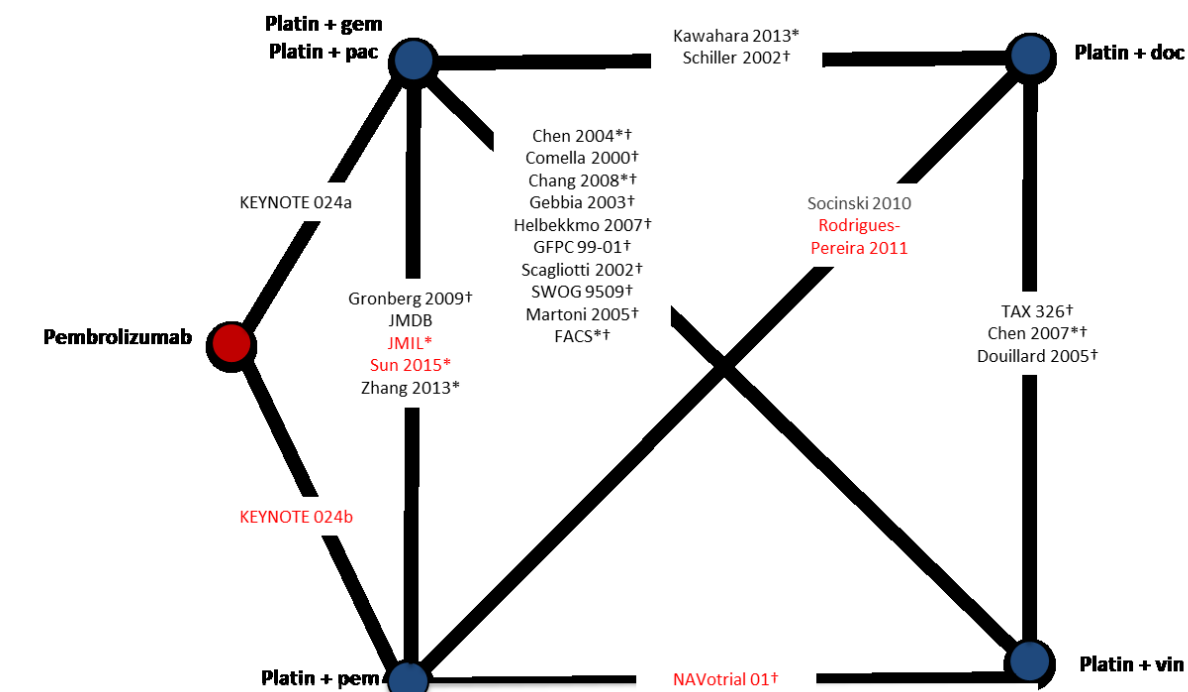 Platin + gem
Platin + pac
Kawahara 2013*
Schiller 2002†
Platin + doc
Chen 2004*†
Comella 2000†
Chang 2008*†
Gebbia 2003†
Helbekkmo 2007†
GFPC 99-01†
Scagliotti 2002†
SWOG 9509†
Martoni 2005†
FACS*†
KEYNOTE 024a
Socinski 2010
Rodrigues-
Pereira 2011
Gronberg 2009†
JMDB
JMIL*
Sun 2015*
Zhang 2013*
TAX 326†
Chen 2007*†
Douillard 2005†
Pembrolizumab
KEYNOTE 024b
Platin + pem
NAVotrial 01†
Platin + vin